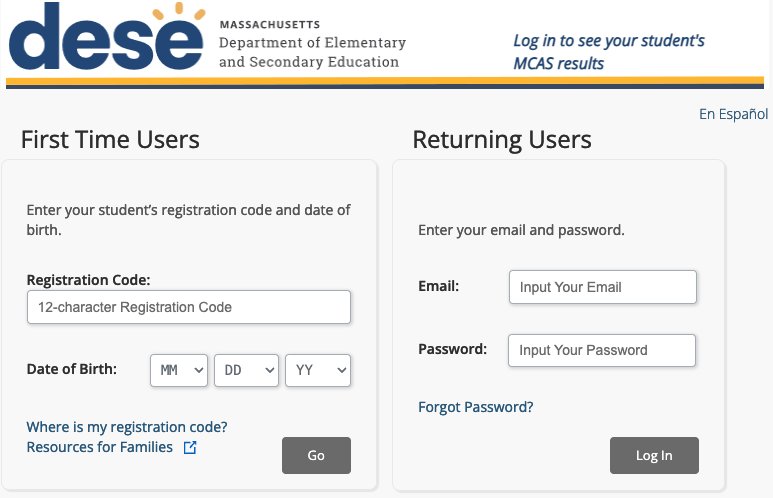 dese
MASSACHUSETTS
Department of Elementary
and Secondary Education
Log in to see your student's
MCAS results
En Español
First Time Users
Enter your student’s registration code and date of
birth.
Registration Code:
12-character Registration Code
Date of Birth:
MM
DD
YY
Where is my registration code?
Resources for Families
Go
Returning Users
Enter your email and password.
Email:
Input Your Email
Password:
Input Your Password
Forgot Password?
Log In